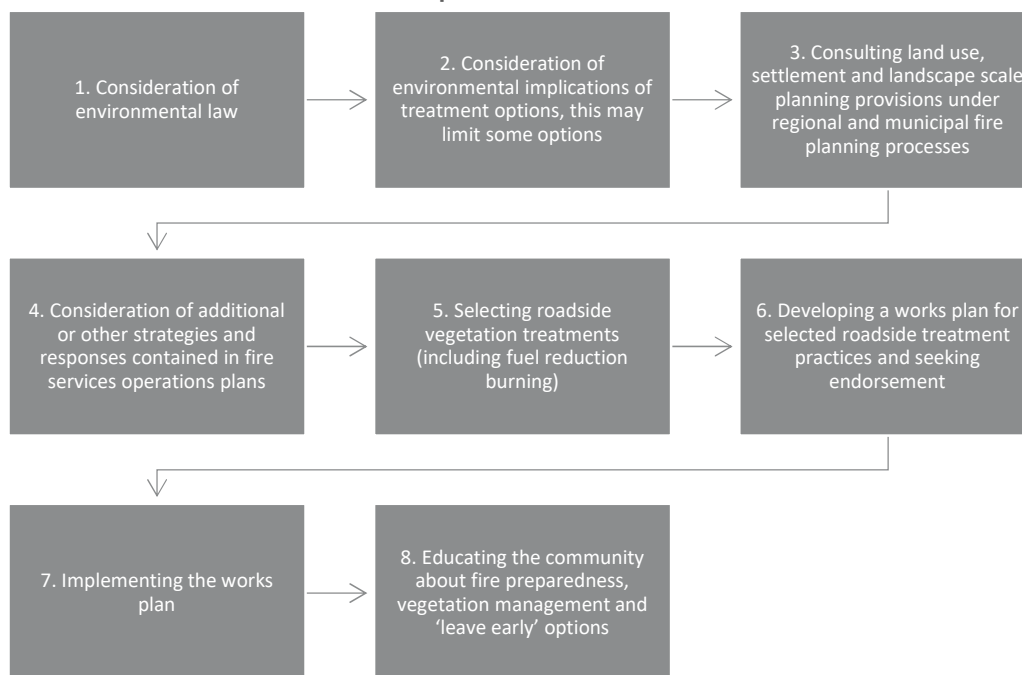 1. Consideration of
environmental law
2. Consideration of
environmental implications of
treatment options, this may
limit some options
3. Consulting land use,
settlement and landscape scale
planning provisions under
regional and municipal fire
planning processes
4. Consideration of additional
or other strategies and
responses contained in fire
services operations plans
5. Selecting roadside
vegetation treatments
(including fuel reduction
burning)
6. Developing a works plan for
selected roadside treatment
practices and seeking
endorsement
7. Implementing the works
plan
8. Educating the community
about fire preparedness,
vegetation management and
‘leave early’ options